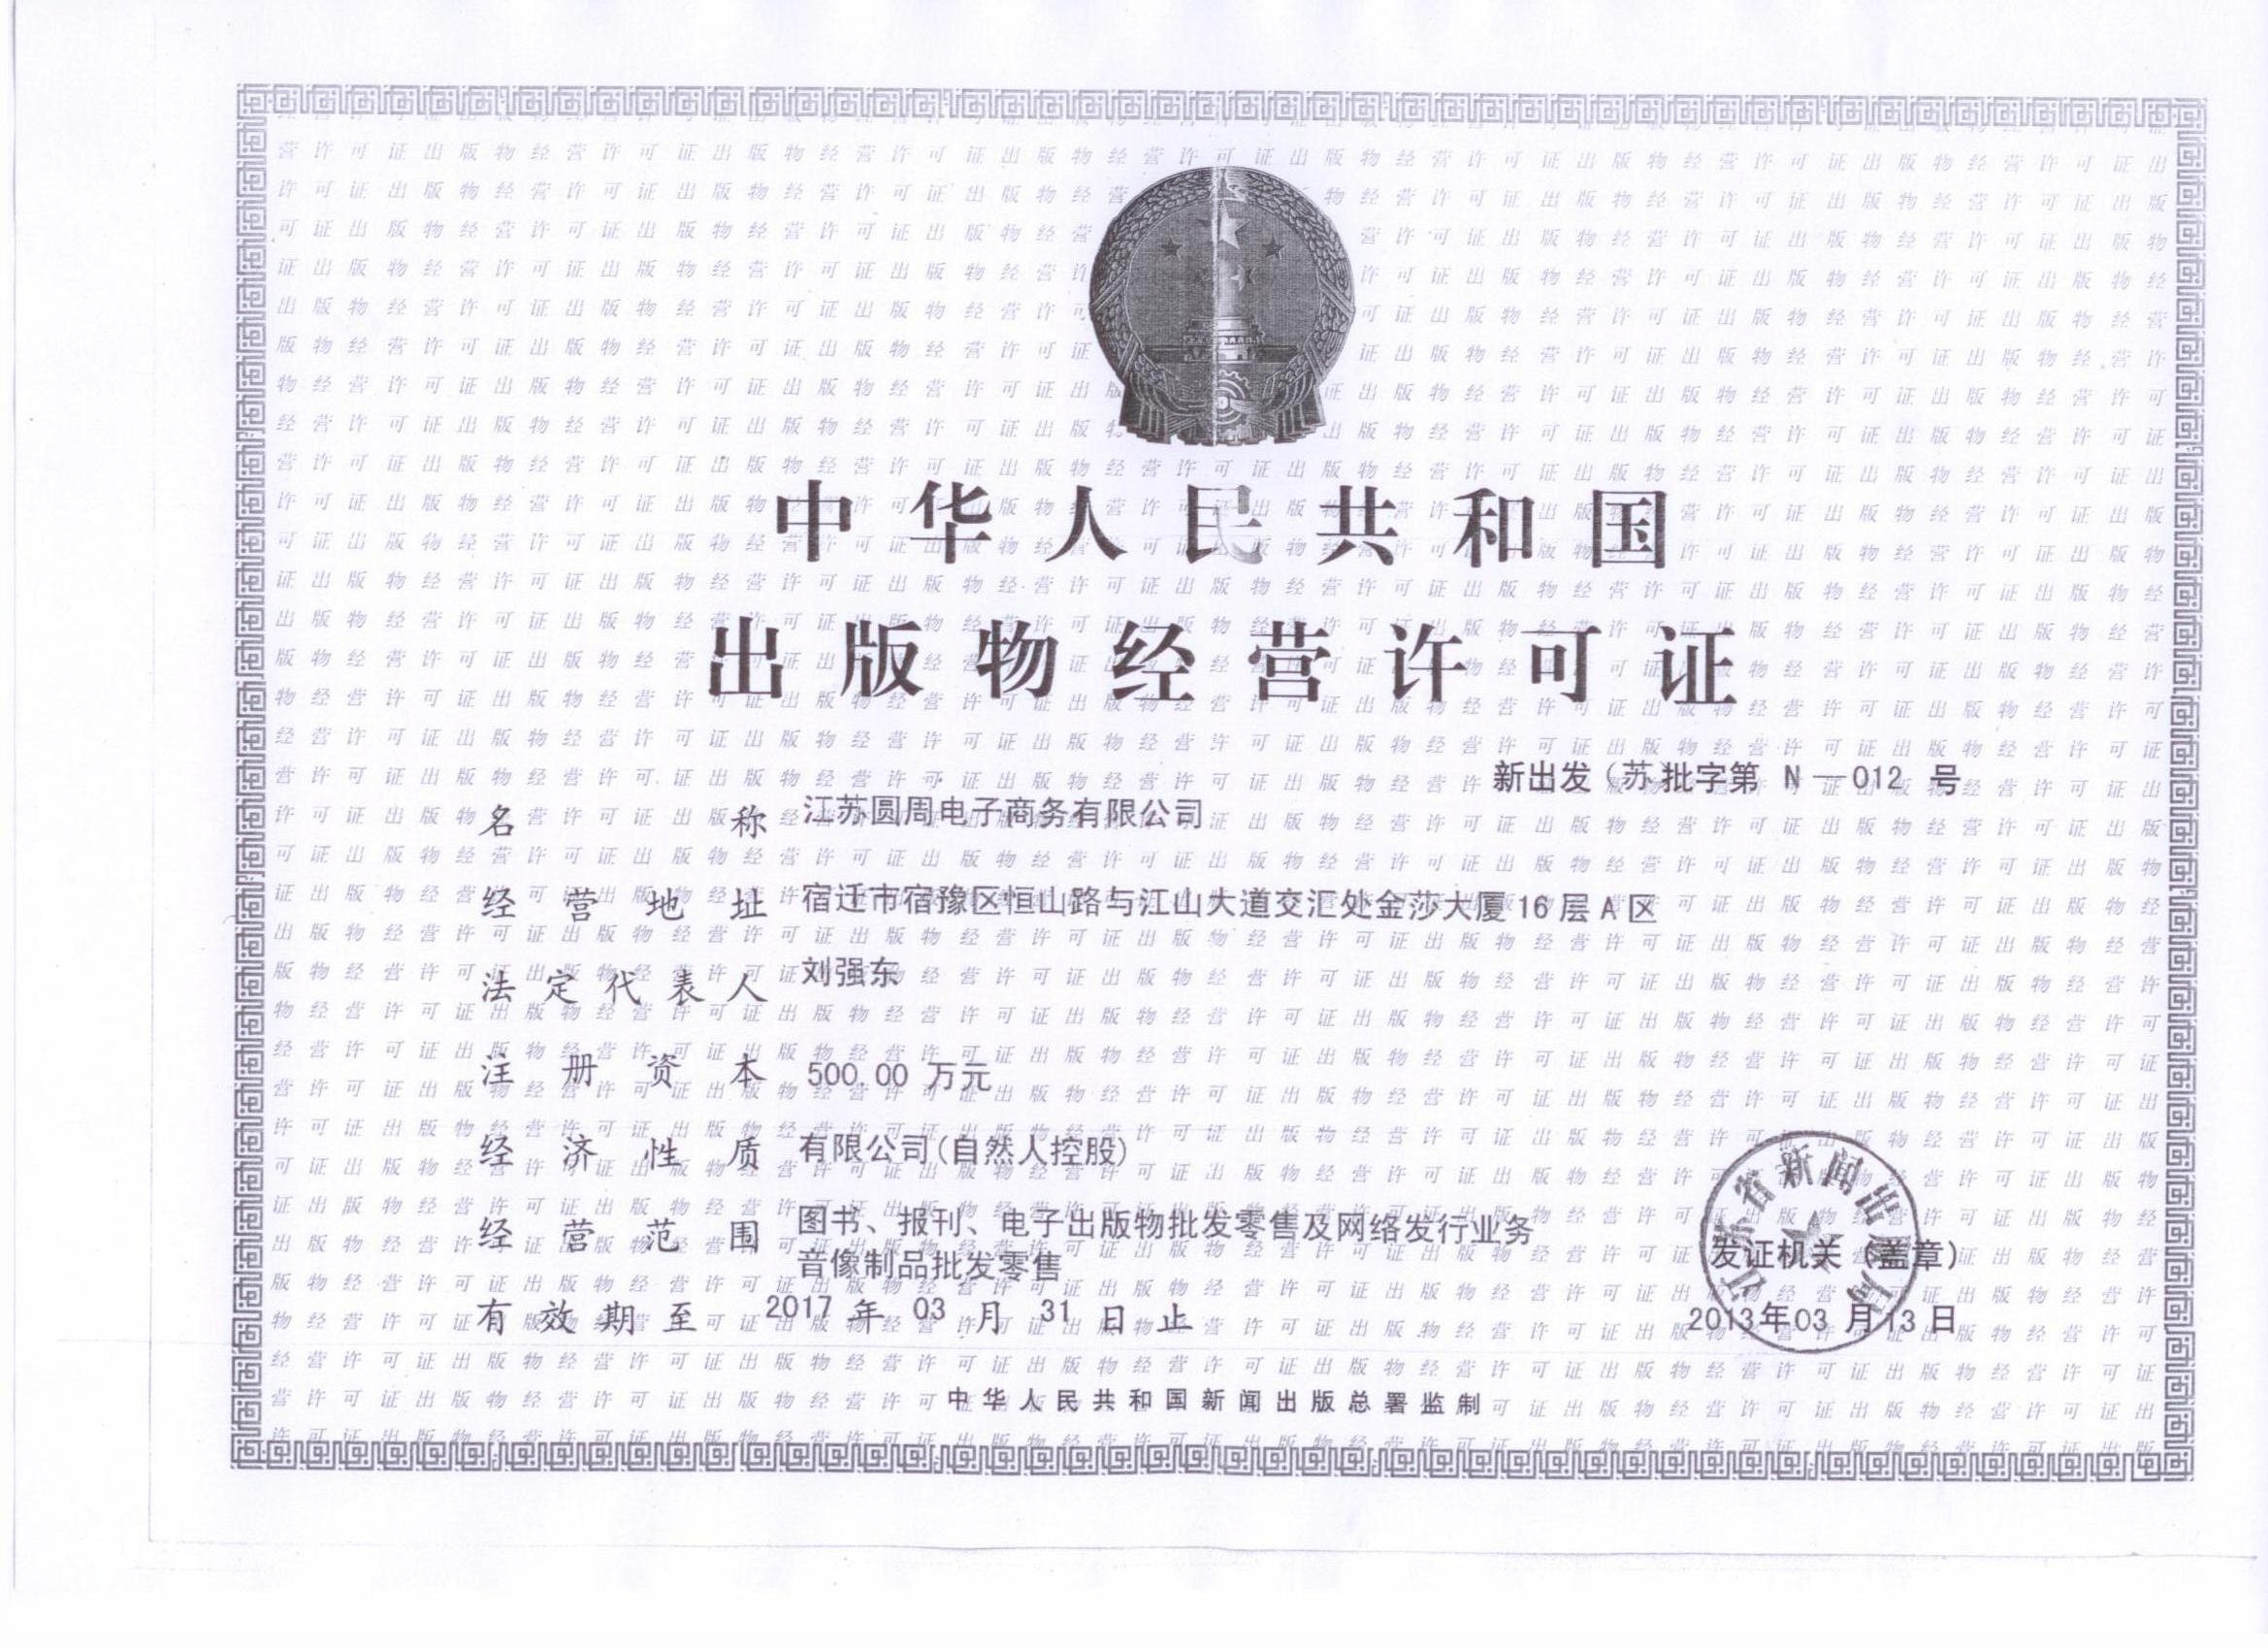 中华人民共和国
出版物经营许可证
新出发（苏）批字第 N—012 号
名称 江苏圆周电子商务有限公司
经营地址 宿迁市宿豫区恒山路与江山大道交汇处金莎大厦16层A区
法定代表人 刘强东
注册资本 500.00 万元
经济性质 有限公司(自然人控股)
经营范围 图书、报刊、电子出版物批发零售及网络发行业务
音像制品批发零售
江苏省新闻出版局
发证机关（盖章）
有效期至 2017 年 03 月 31 日止
2013年03月13日
中华人民共和国新闻出版总署监制